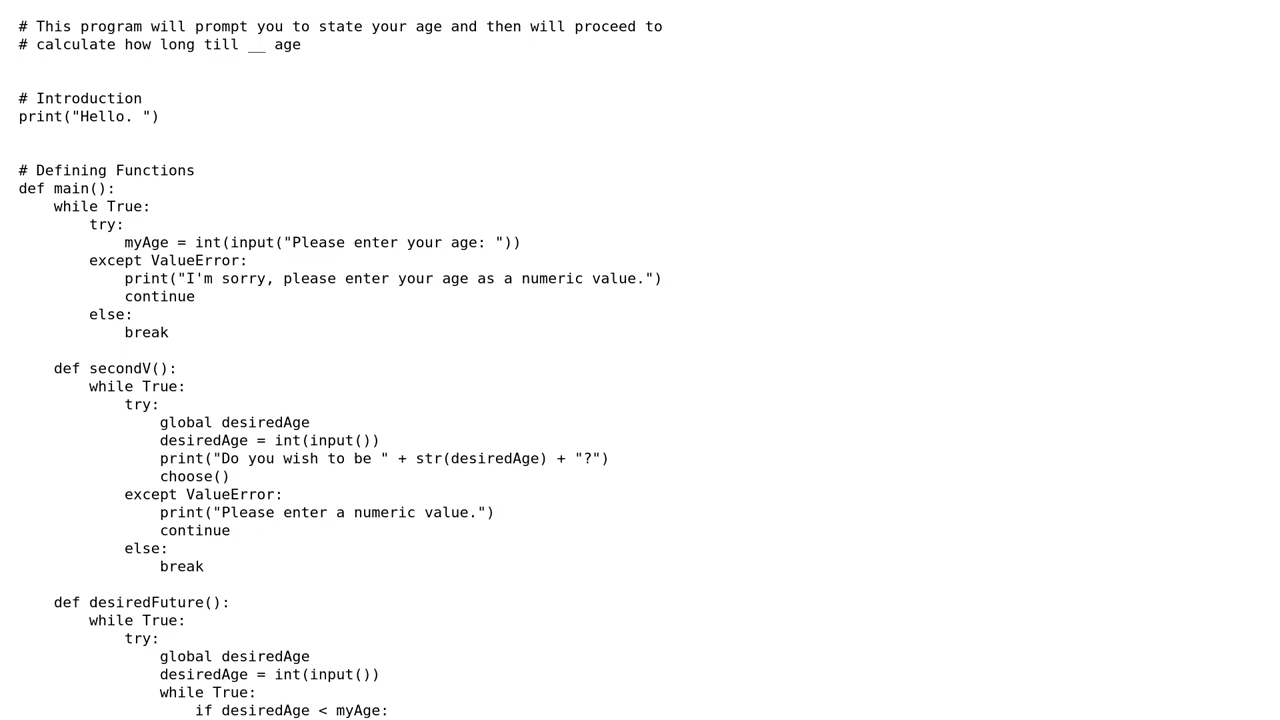 # This program will prompt you to state your age and then will proceed to
# calculate how long till __ age
# Introduction
print("Hello. ")
# Defining Functions
def main():
    while True:
        try:
            myAge = int(input("Please enter your age: "))
        except ValueError:
            print("I'm sorry, please enter your age as a numeric value.")
            continue
        else:
            break
    def secondV():
        while True:
            try:
                global desiredAge
                desiredAge = int(input())
                print("Do you wish to be " + str(desiredAge) + "?")
                choose()
            except ValueError:
                print("Please enter a numeric value.")
                continue
            else:
                break
    def desiredFuture():
        while True:
            try:
                global desiredAge
                desiredAge = int(input())
                while True:
                    if desiredAge < myAge: